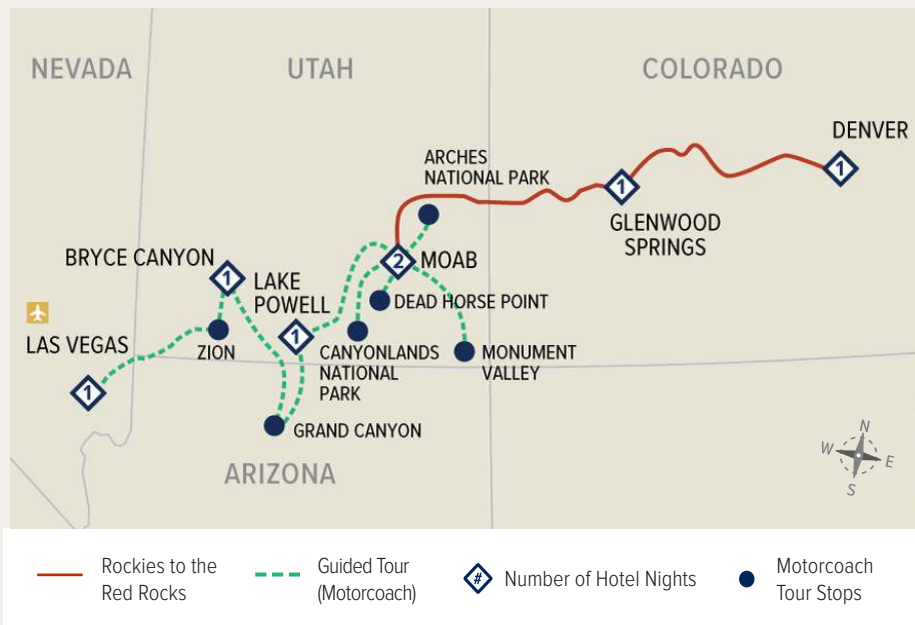 NEVADA
UTAH
COLORADO
DENVER
1
ARCHES
NATIONAL PARK
1
GLENWOOD
SPRINGS
BRYCE CANYON
1
LAKE
POWELL
2
MOAB
DEAD HORSE POINT
LAS VEGAS
1
ZION
1
CANYONLANDS
NATIONAL
PARK
MONUMENT
VALLEY
1
GRAND CANYON
ARIZONA
N
W
E
S
Rockies to the
Red Rocks
Guided Tour
(Motorcoach)
# Number of Hotel Nights
Motorcoach
Tour Stops